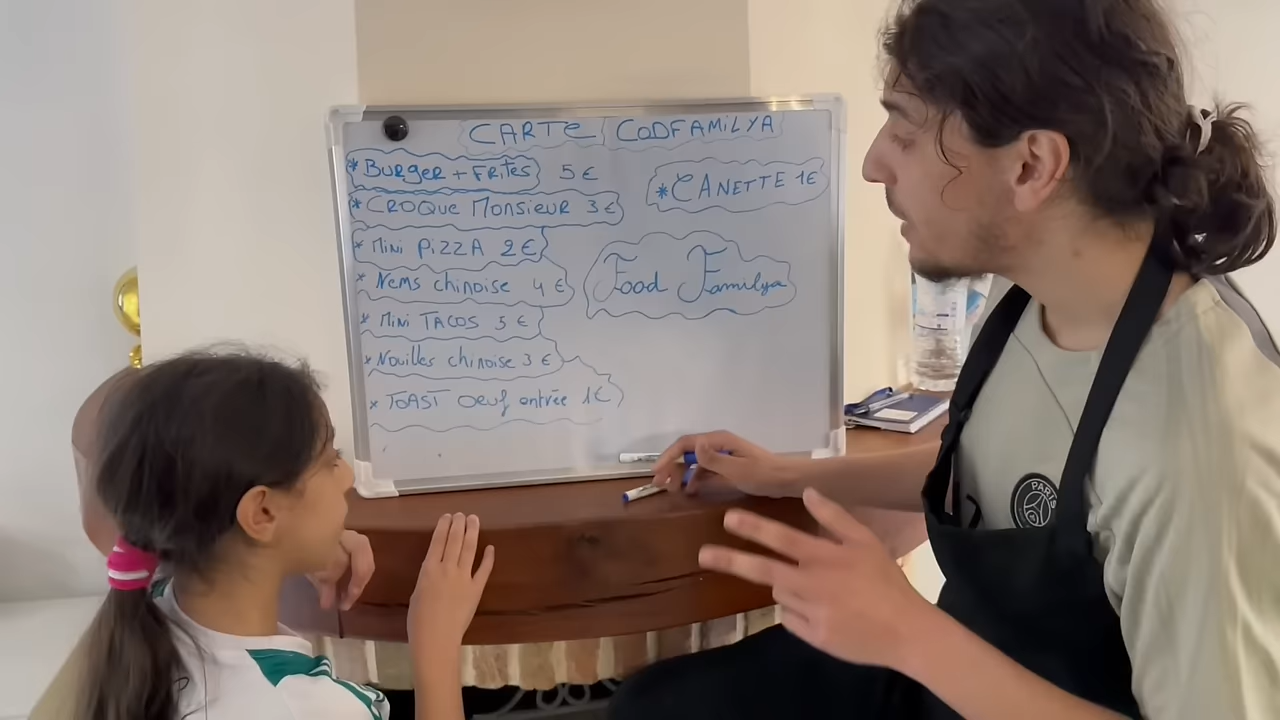 CARTE CODFAMILYA
* BURGER + FRITES 5 €
* CROQUE MONSIEUR 3 €
* MINI PIZZA 2 €
* NEMS chinoise 4 €
* MINI TACOS 5 €
* Nouilles chinoise 3 €
* TOAST OEUF entrée 1€
* CANETTE 1€
Food Familya
PARIS